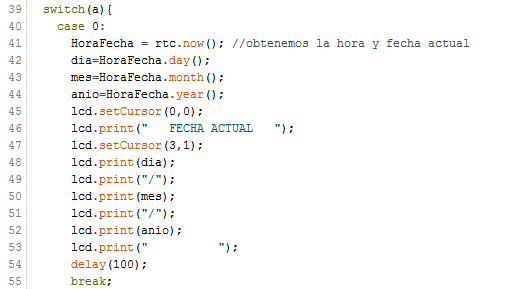 39 switch(a){
40 case 0:
41 HoraFecha = rtc.now(); //obtenemos la hora y fecha actual
42 dia=HoraFecha.day();
43 mes=HoraFecha.month();
44 anio=HoraFecha.year();
45 lcd.setCursor(0,0);
46 lcd.print("   FECHA ACTUAL   ");
47 lcd.setCursor(3,1);
48 lcd.print(dia);
49 lcd.print("/");
50 lcd.print(mes);
51 lcd.print("/");
52 lcd.print(anio);
53 lcd.print("          ");
54 delay(100);
55 break;